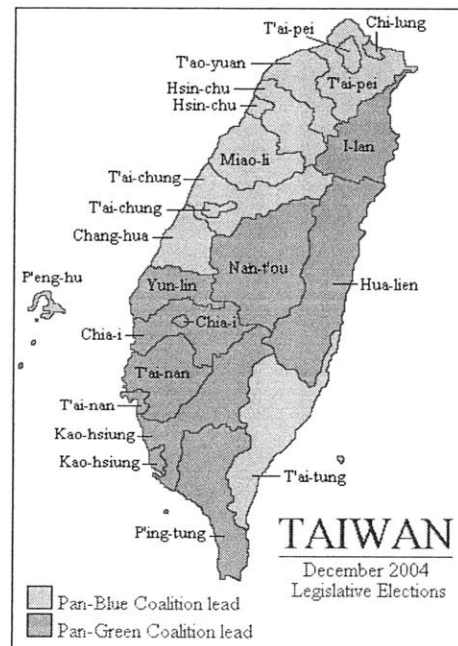 T'ai-pei
Chi-lung
T'ao-yuan
T'ai-pei
Hsin-chu
Hsin-chu
I-lan
Miao-li
T'ai-chung
T'ai-chung
Chang-hua
Nan-t'ou
P'eng-hu
Yun-lin
Hua-lien
Chia-i
Chia-i
T'ai-nan
T'ai-nan
Kao-hsiung
Kao-hsiung
T'ai-tung
P'ing-tung
TAIWAN
December 2004
Legislative Elections
Pan-Blue Coalition lead
Pan-Green Coalition lead